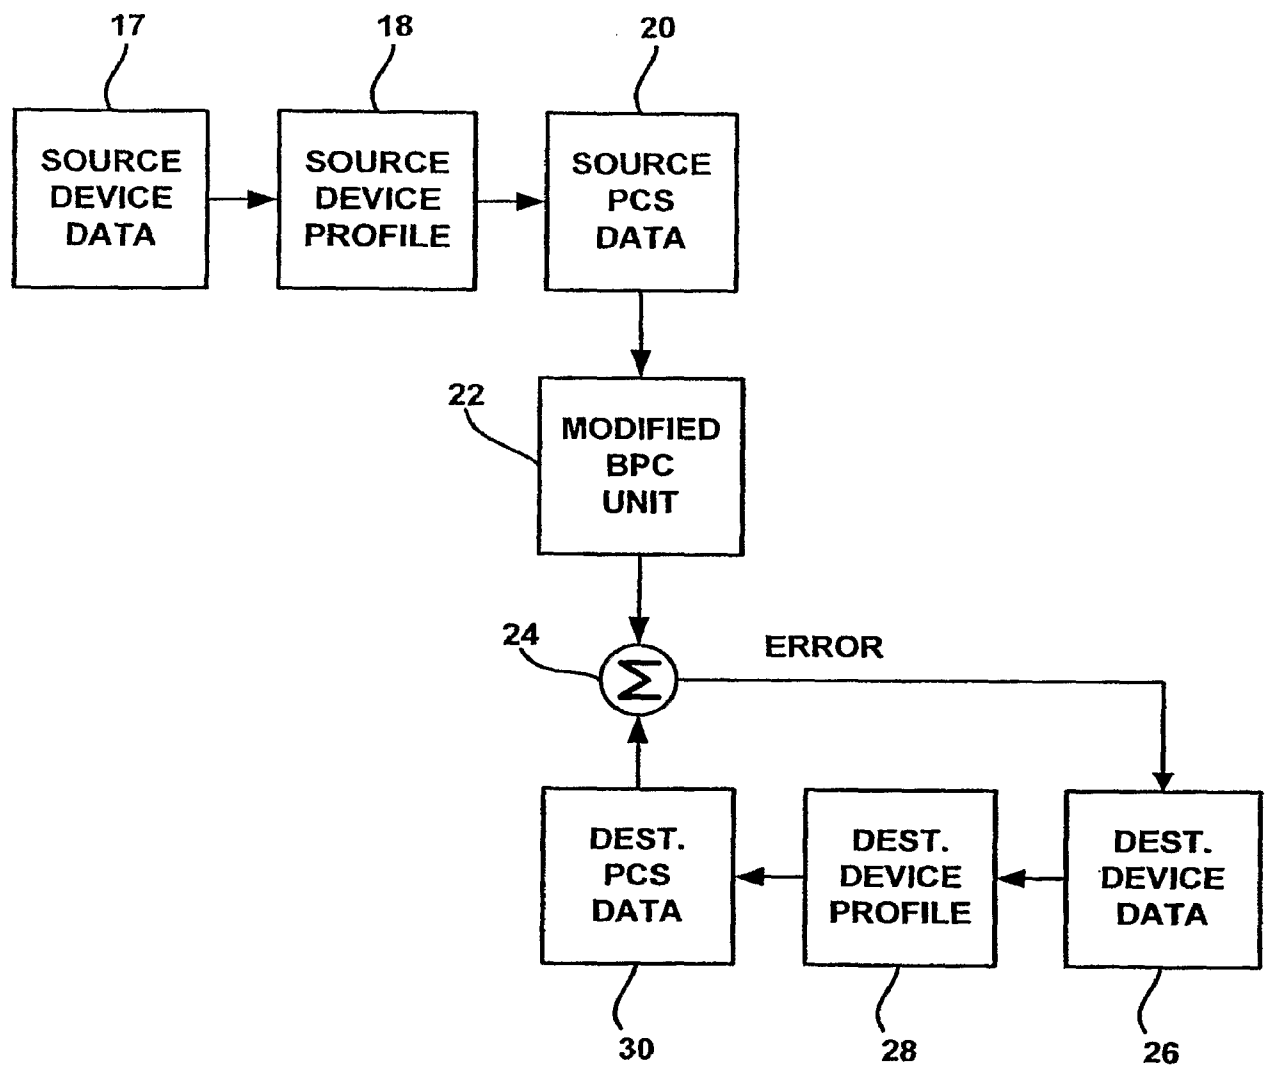 17
18
20
SOURCE
DEVICE
DATA
SOURCE
DEVICE
PROFILE
SOURCE
PCS
DATA
22
MODIFIED
BPC
UNIT
24
Σ
ERROR
DEST.
PCS
DATA
DEST.
DEVICE
PROFILE
DEST.
DEVICE
DATA
30
28
26